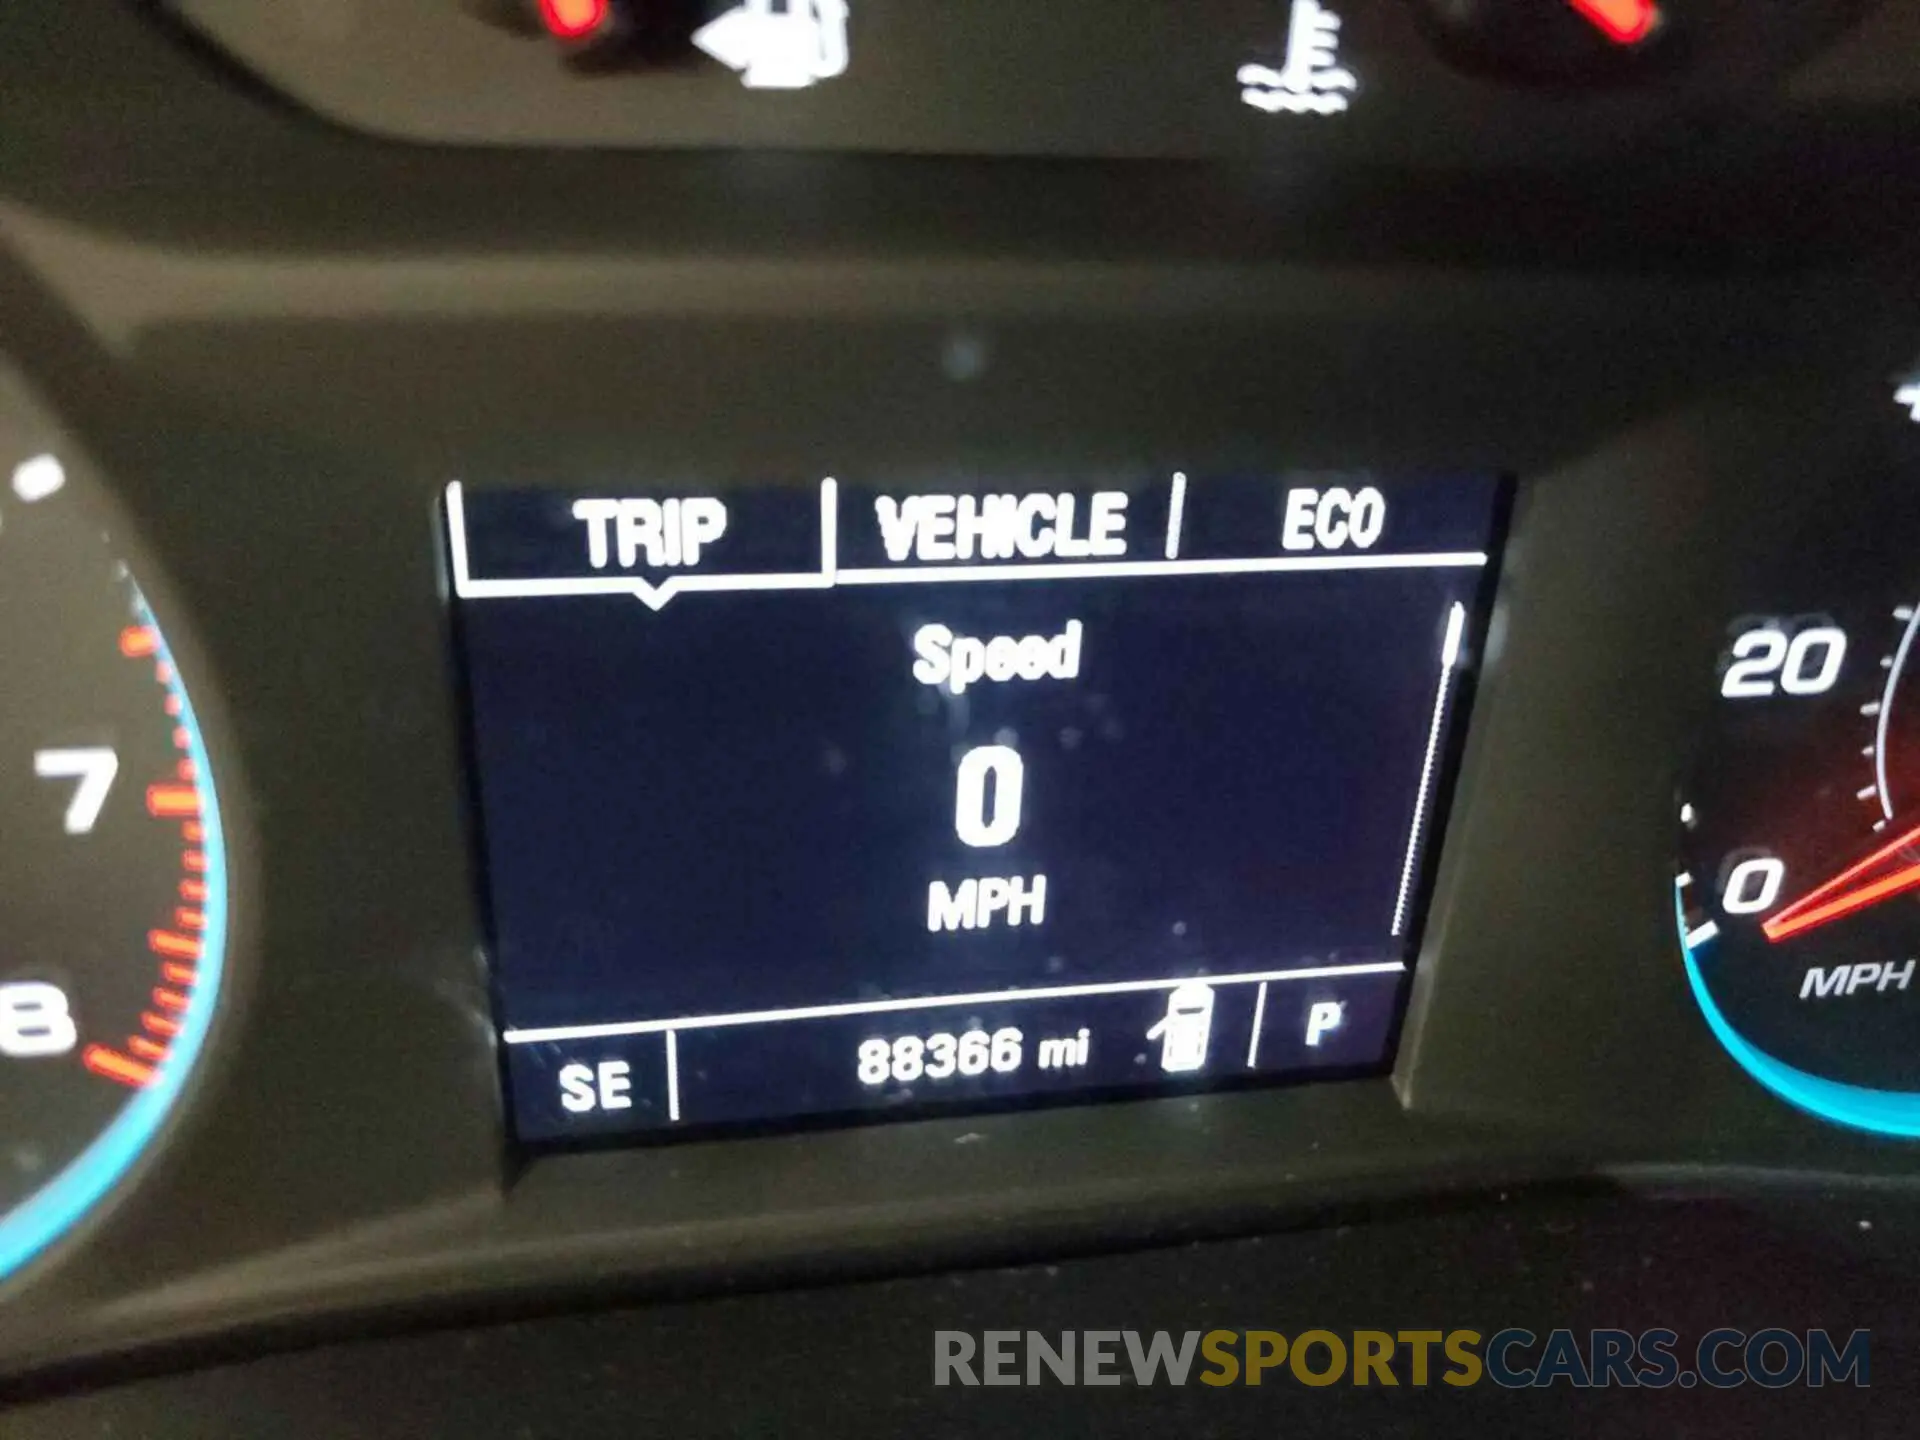 TRIP VEHICLE ECO
Speed
0
MPH
SE 88366 mi P
7
8
20
0
MPH
RENEWSPORTSCARS.COM